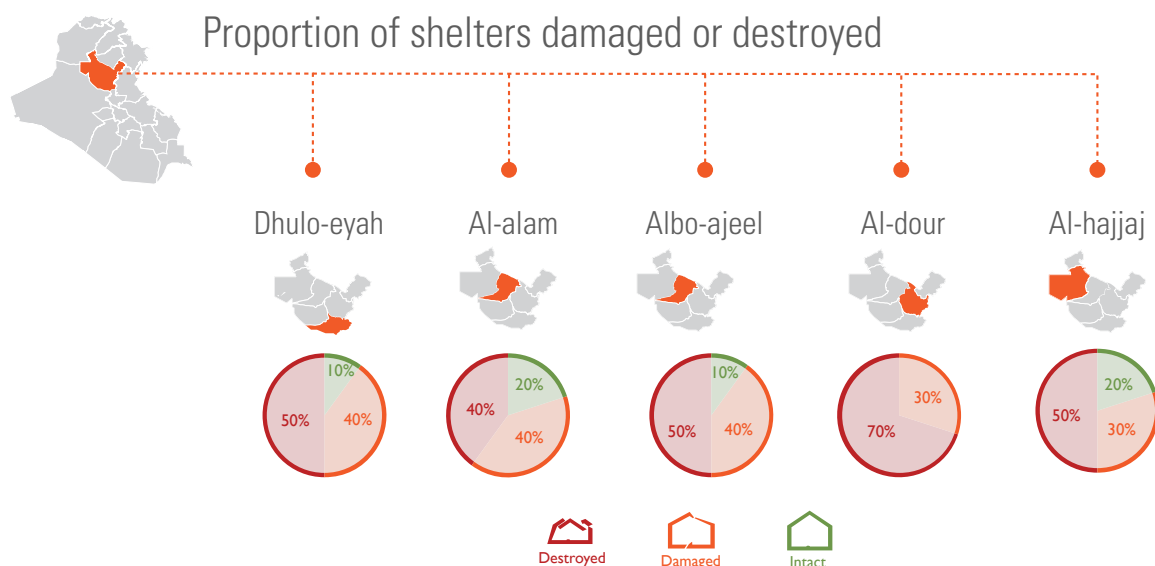 Proportion of shelters damaged or destroyed
Dhulo-eyah
Al-alam
Albo-ajeel
Al-dour
Al-hajjaj
10%
50%
40%
20%
40%
40%
10%
50%
40%
30%
70%
20%
50%
30%
Destroyed
Damaged
Intact